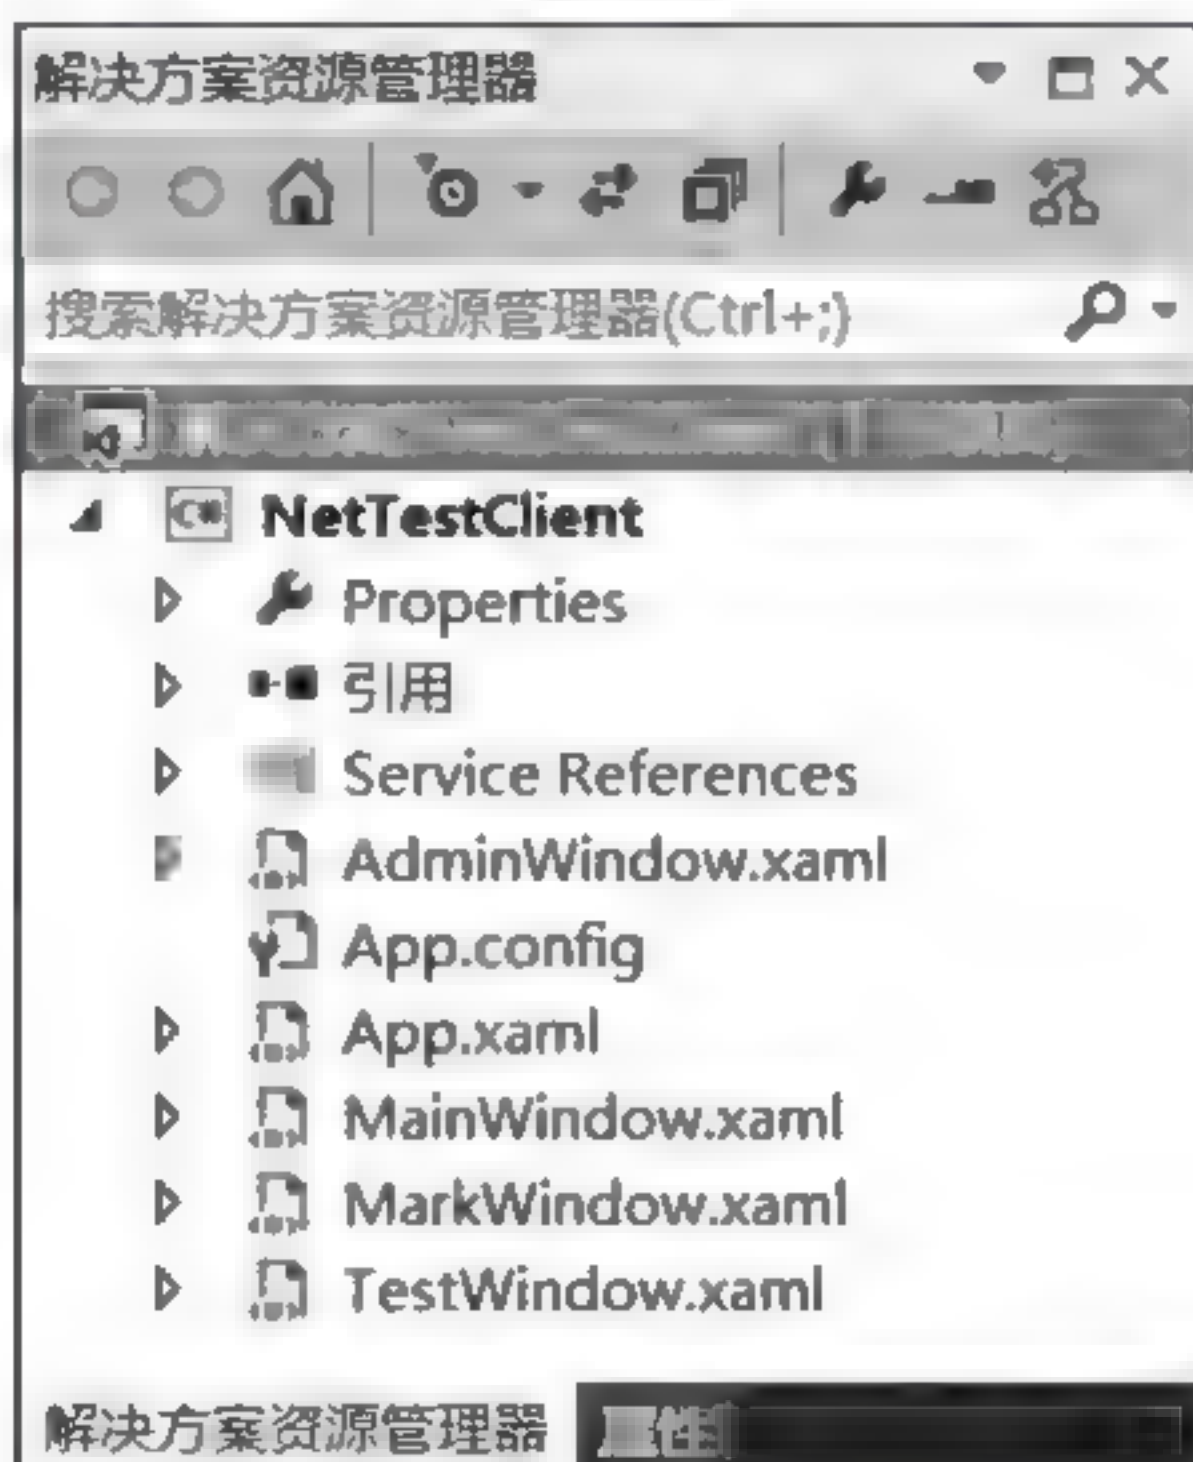 解决方案资源管理器
搜索解决方案资源管理器(Ctrl+;)
C# NetTestClient
Properties
引用
Service References
AdminWindow.xaml
App.config
App.xaml
MainWindow.xaml
MarkWindow.xaml
TestWindow.xaml
解决方案资源管理器 属性